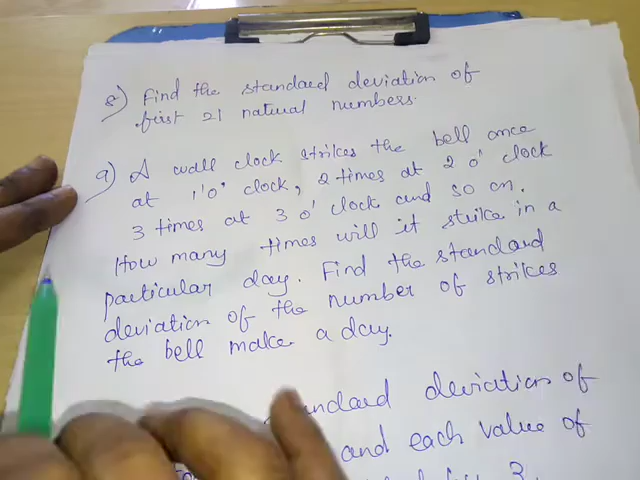 8) Find the standard deviation of
first 21 natural numbers.
9) A wall clock strikes the bell once
at 1'o' clock, 2 times at 2 o' clock
3 times at 3 o' clock and so on.
How many times will it strike in a
particular day. Find the standard
deviation of the number of strikes
the bell make a day.
deviation of
and each value of
3.